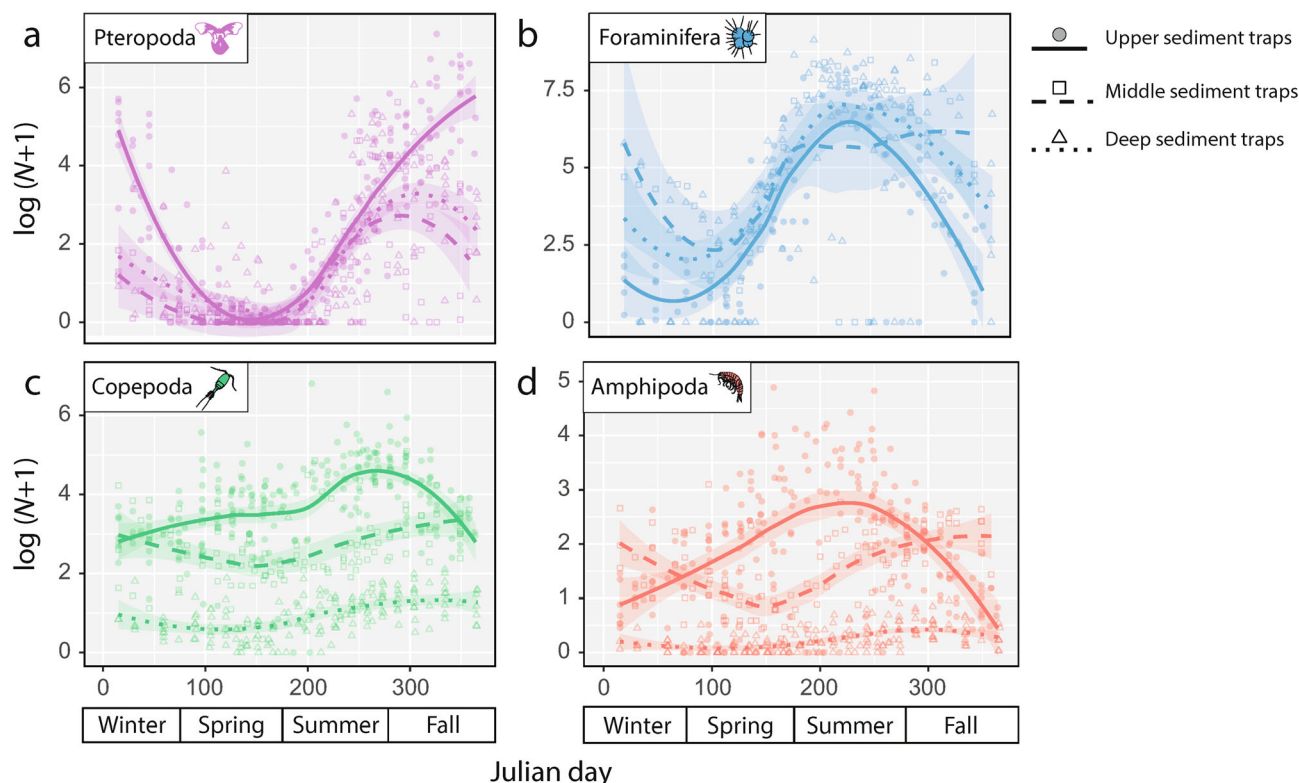 a
Pteropoda
b
Foraminifera
Upper sediment traps
Middle sediment traps
Deep sediment traps
log (N+1)
6
4
2
0
7.5
5
2.5
0
c
Copepoda
d
Amphipoda
log (N+1)
6
4
2
0
5
4
3
2
1
0
0 100 200 300
0 100 200 300
Winter Spring Summer Fall
Winter Spring Summer Fall
Julian day